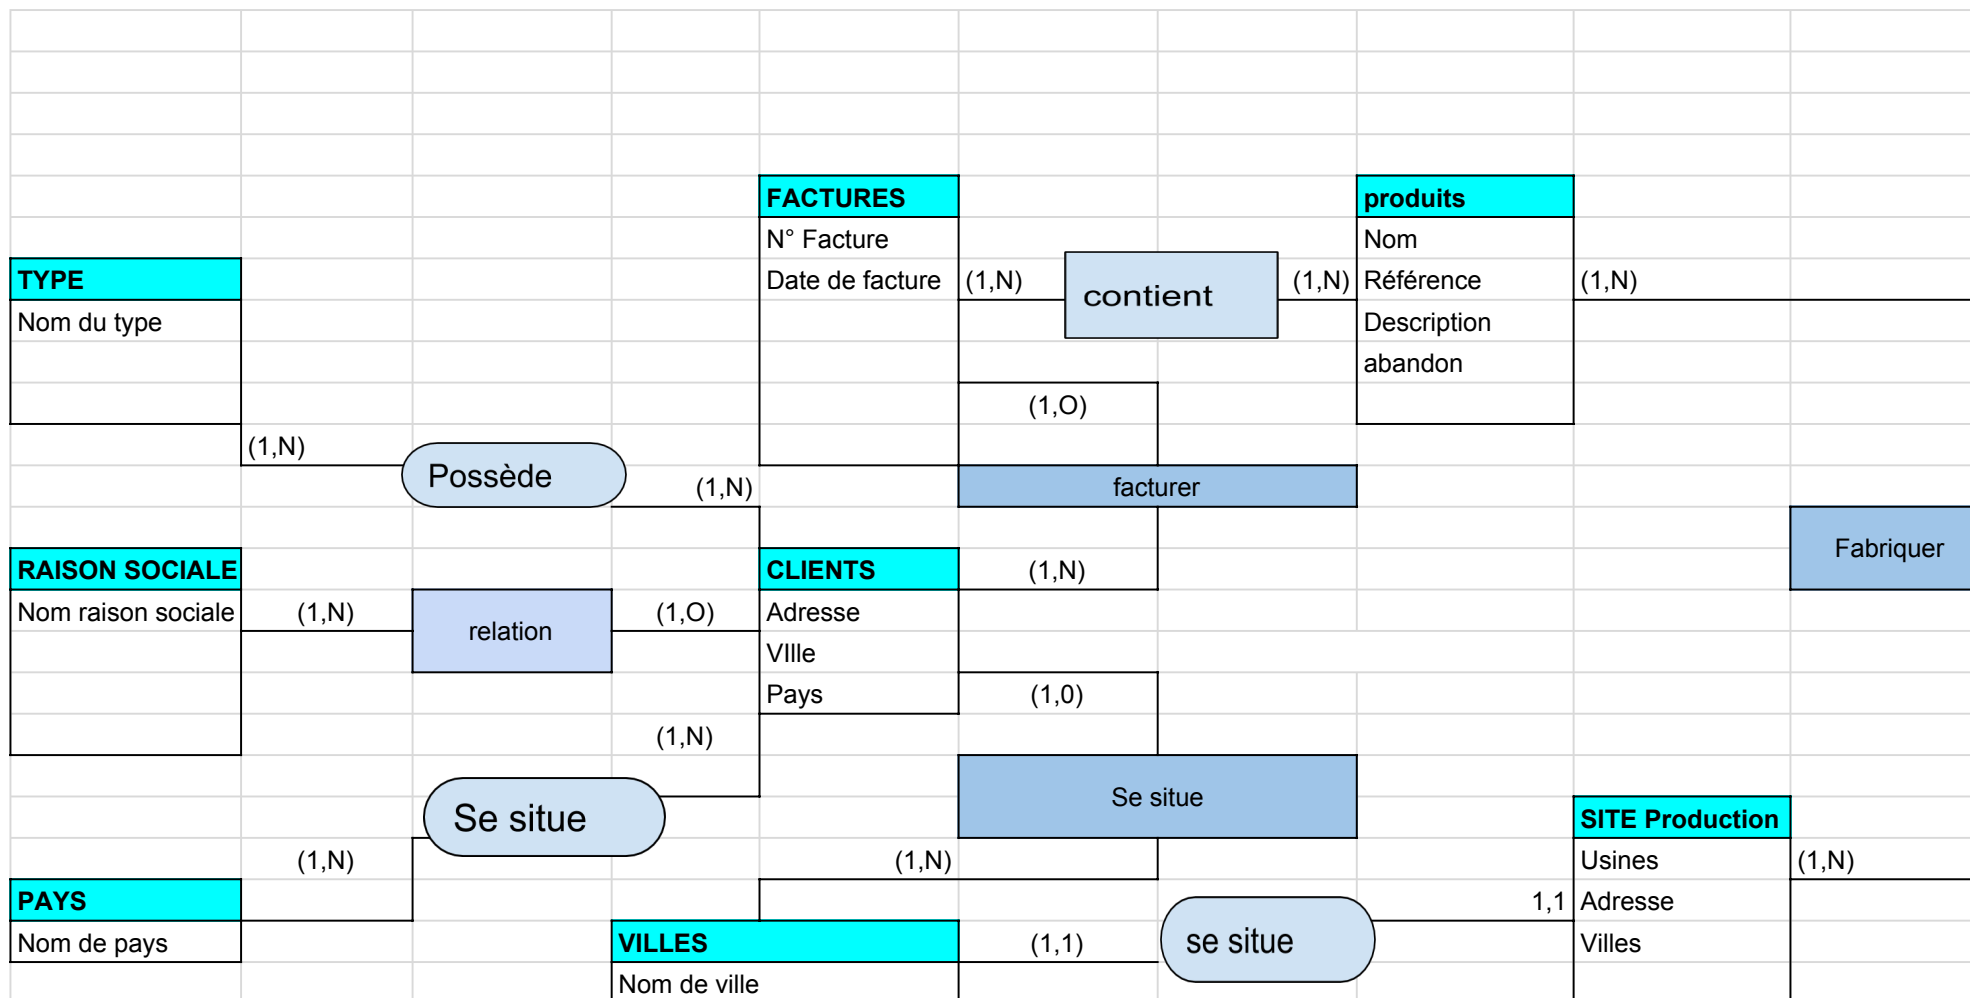 FACTURES
produits
N° Facture
Nom
TYPE
Date de facture
(1,N)
contient
(1,N)
Référence
(1,N)
Nom du type
Description
abandon
(1,O)
(1,N)
Possède
(1,N)
facturer
Fabriquer
RAISON SOCIALE
CLIENTS
(1,N)
Nom raison sociale
(1,N)
relation
(1,O)
Adresse
VIlle
Pays
(1,0)
(1,N)
Se situe
Se situe
SITE Production
(1,N)
(1,N)
Usines
(1,N)
PAYS
1,1
Adresse
Nom de pays
VILLES
(1,1)
se situe
Villes
Nom de ville